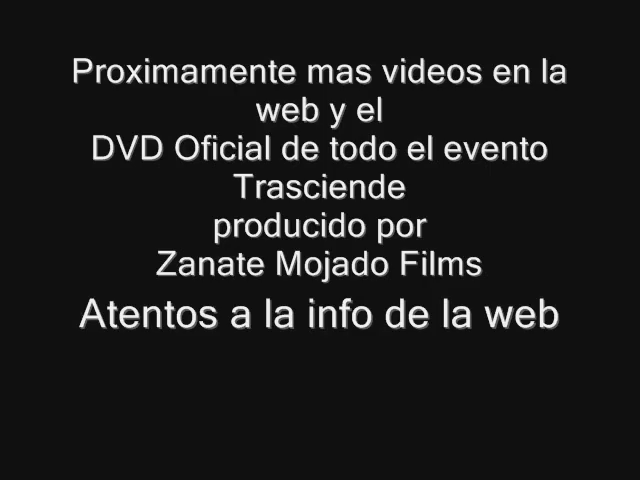 Proximamente mas videos en la
web y el
DVD Oficial de todo el evento
Trasciende
producido por
Zanate Mojado Films
Atentos a la info de la web